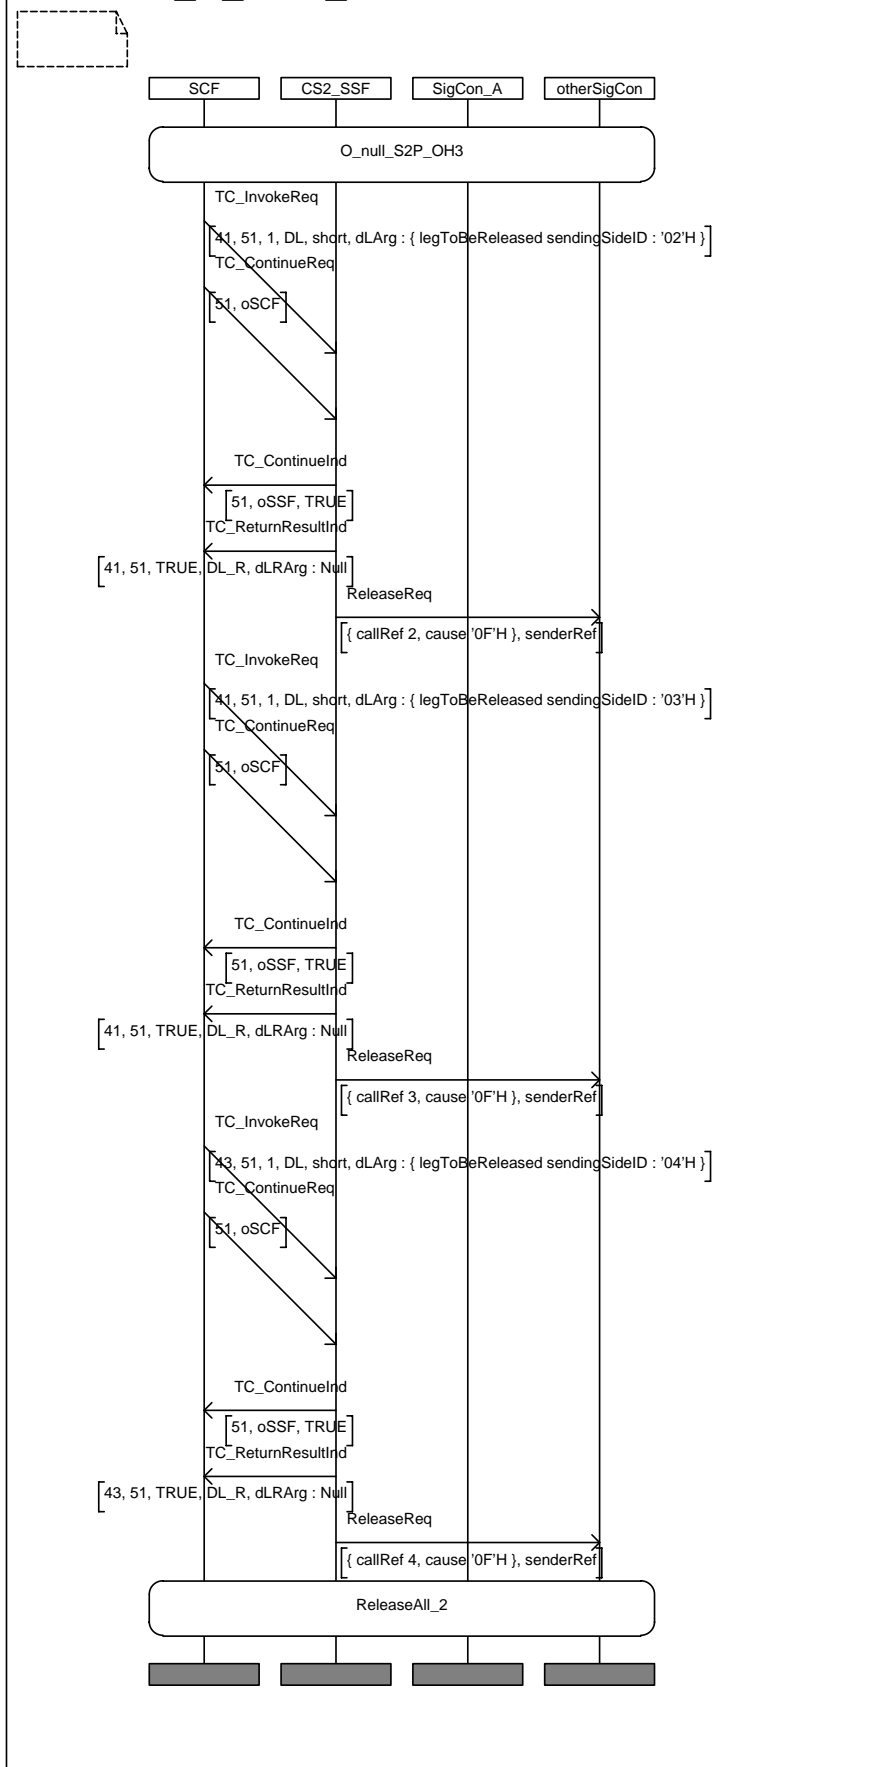 SCF CS2_SSF SigCon_A otherSigCon
O_null_S2P_OH3
TC_InvokeReq
41, 51, 1, DL, short, dLArg : { legToBeReleased sendingSideID : '02'H }
TC_ContinueReq
51, oSCF
TC_ContinueInd
51, oSSF, TRUE
TC_ReturnResultInd
41, 51, TRUE, DL_R, dLRArg : Null
ReleaseReq
{ callRef 2, cause '0F'H }, senderRef
TC_InvokeReq
41, 51, 1, DL, short, dLArg : { legToBeReleased sendingSideID : '03'H }
TC_ContinueReq
51, oSCF
TC_ContinueInd
51, oSSF, TRUE
TC_ReturnResultInd
41, 51, TRUE, DL_R, dLRArg : Null
ReleaseReq
{ callRef 3, cause '0F'H }, senderRef
TC_InvokeReq
43, 51, 1, DL, short, dLArg : { legToBeReleased sendingSideID : '04'H }
TC_ContinueReq
51, oSCF
TC_ContinueInd
51, oSSF, TRUE
TC_ReturnResultInd
43, 51, TRUE, DL_R, dLRArg : Null
ReleaseReq
{ callRef 4, cause '0F'H }, senderRef
ReleaseAll_2